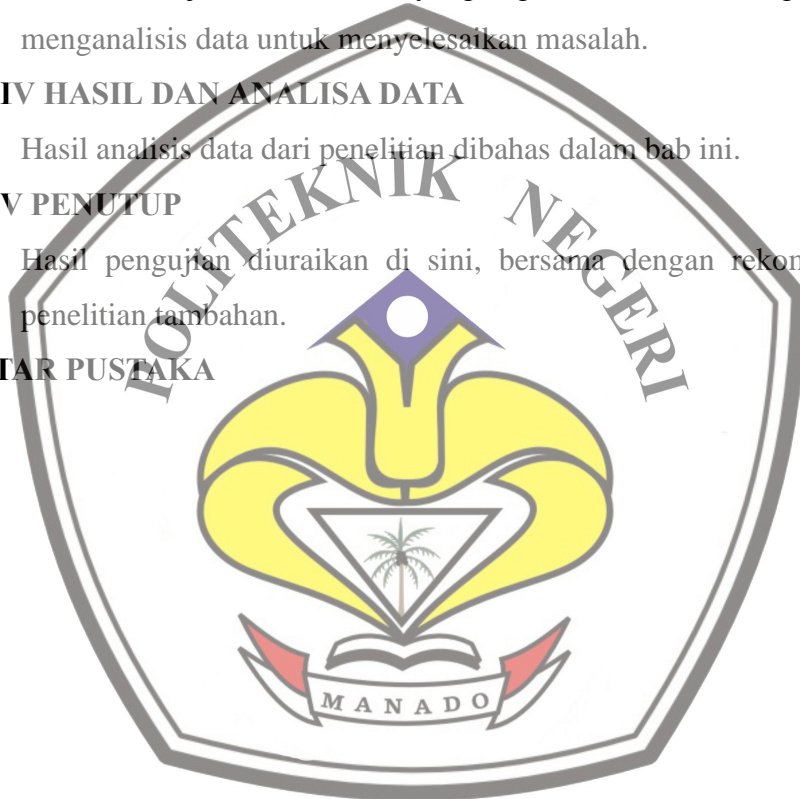 menganalisis data untuk menyelesaikan masalah.
IV HASIL DAN ANALISA DATA
Hasil analisis data dari penelitian dibahas dalam bab ini.
V PENUTUP
Hasil pengujian diuraikan di sini, bersama dengan rekom
penelitian tambahan.
TAR PUSTAKA
POLITEKNIK NEGERI
MANADO